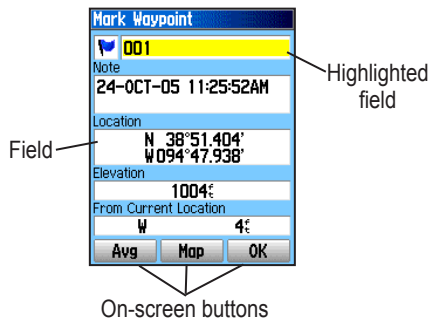 Mark Waypoint
001
Note
24-OCT-05 11:25:52AM
Location
N 38°51.404'
W094°47.938'
Elevation
1004ft
From Current Location
W 4ft
Avg Map OK
Highlighted
field
Field
On-screen buttons